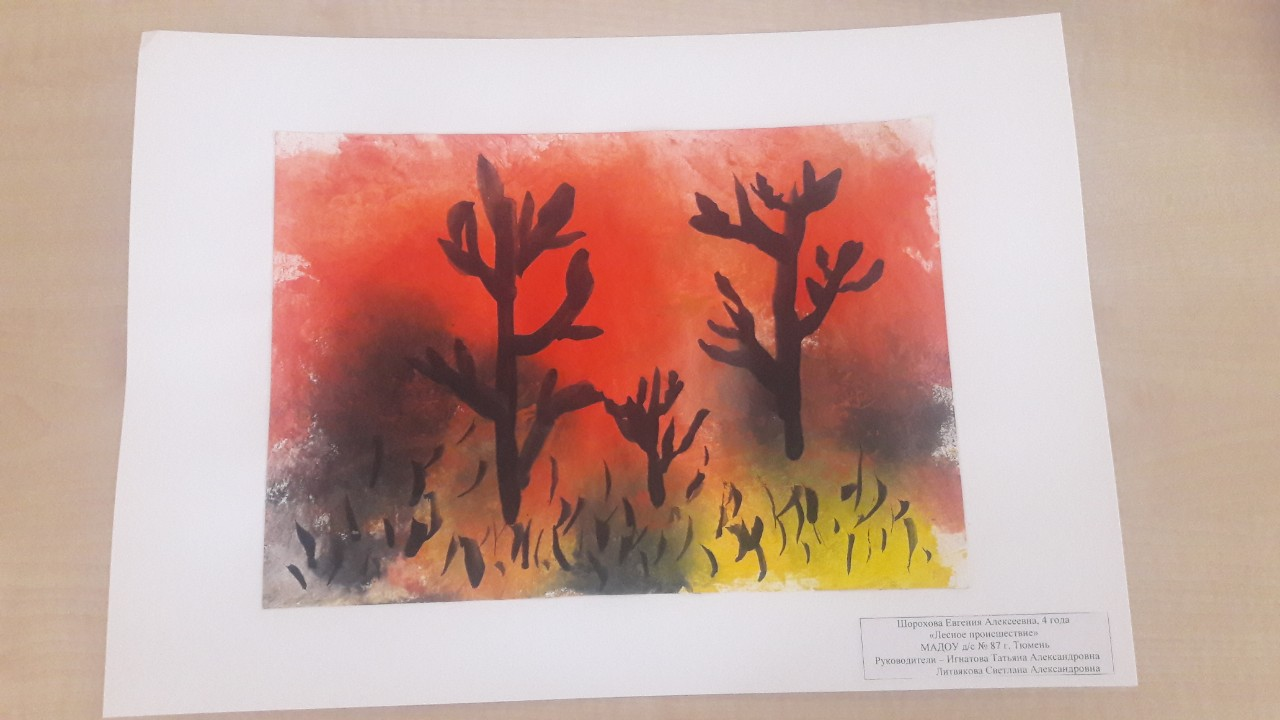 Шорохова Евгения Алексеевна, 4 года
«Лесное происшествие»
МАДОУ д/с № 87 г. Тюмень
Руководители – Игнатова Татьяна Александровна
Литвякова Светлана Александровна